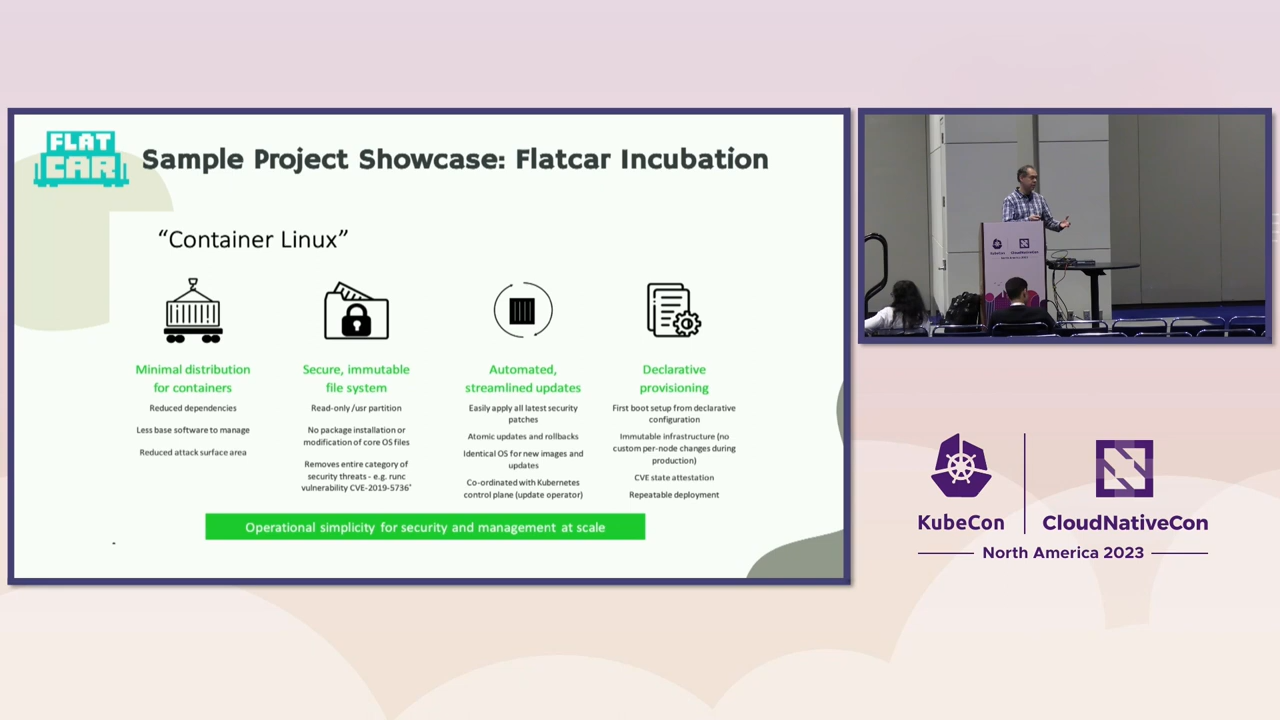 FLAT
CAR
Sample Project Showcase: Flatcar Incubation
“Container Linux”
Minimal distribution
for containers
Reduced dependencies
Less base software to manage
Reduced attack surface area
Secure, immutable
file system
Read-only /usr partition
No package installation or
modification of core OS files
Removes entire category of
security threats - e.g. runc
vulnerability CVE-2019-5736*
Automated,
streamlined updates
Easily apply all latest security
patches
Atomic updates and rollbacks
Identical OS for new images and
updates
Co-ordinated with Kubernetes
control plane (update operator)
Declarative
provisioning
First boot setup from declarative
configuration
Immutable infrastructure (no
custom per-node changes during
production)
CVE state attestation
Repeatable deployment
Operational simplicity for security and management at scale
KubeCon
CloudNativeCon
North America 2023
KubeCon
CloudNativeCon
North America 2023